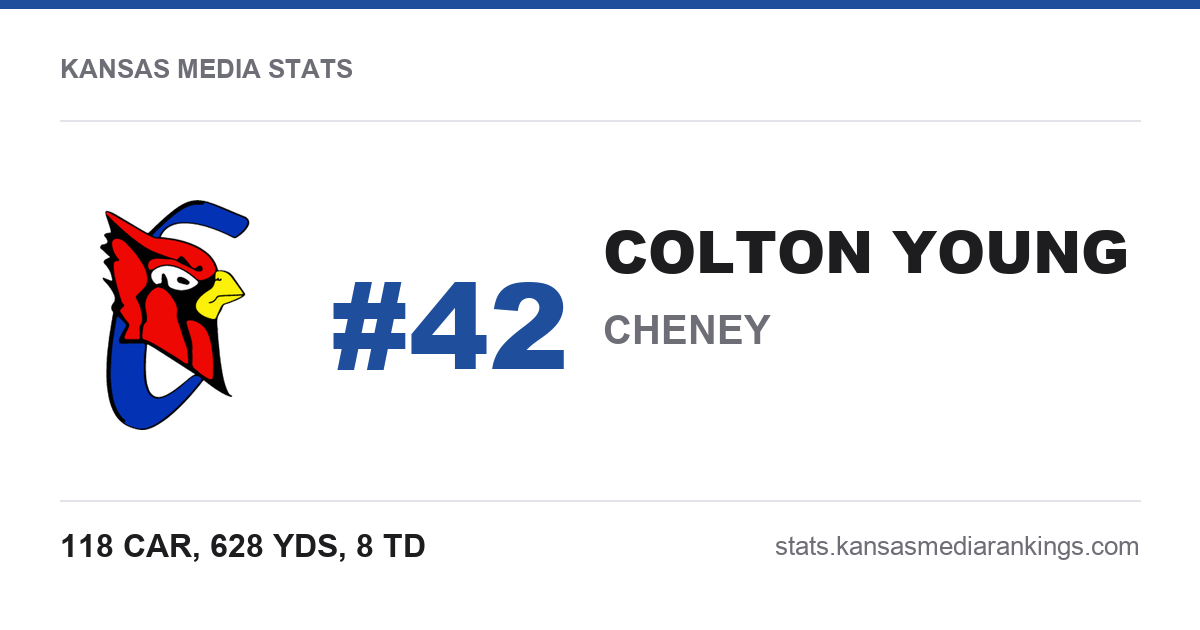 KANSAS MEDIA STATS
#42
COLTON YOUNG
CHENEY
118 CAR, 628 YDS, 8 TD
stats.kansasmediarankings.com